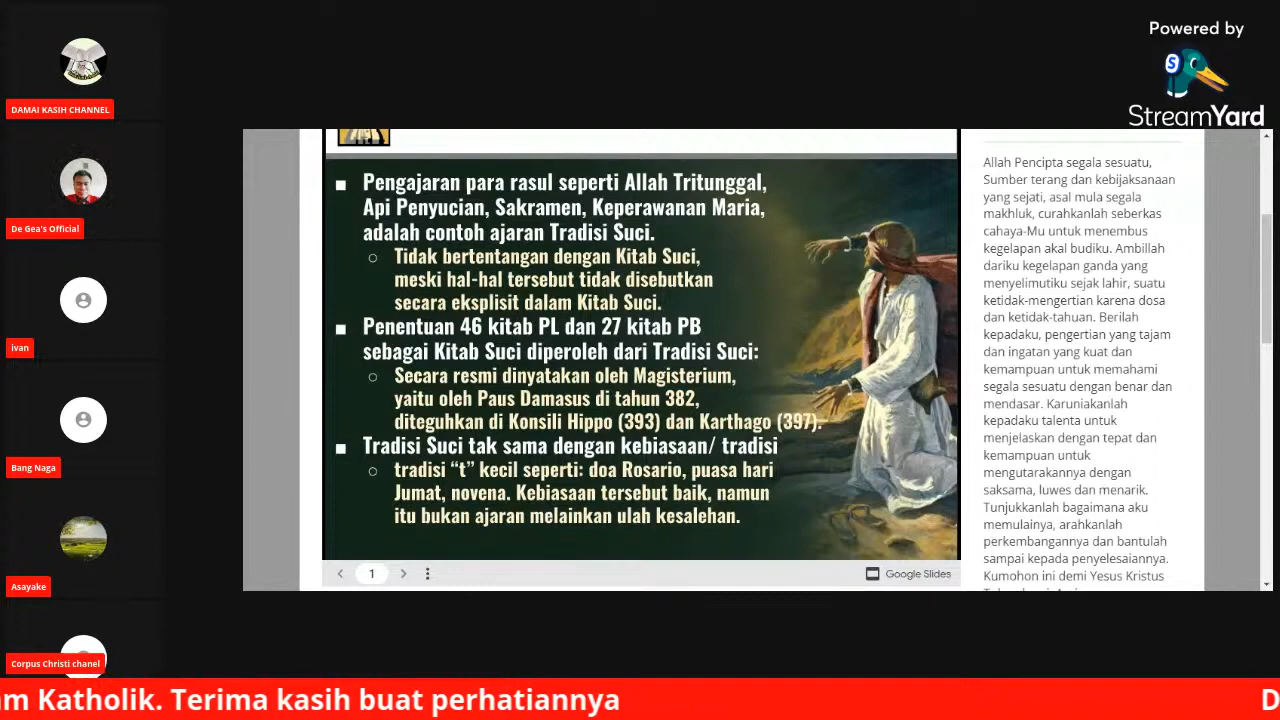 Powered by
StreamYard
DAMAI KASIH CHANNEL
De Gea's Official
ivan
Bang Naga
Asayake
Corpus Christi chanel
■ Pengajaran para rasul seperti Allah Tritunggal,
Api Penyucian, Sakramen, Keperawanan Maria,
adalah contoh ajaran Tradisi Suci.
○ Tidak bertentangan dengan Kitab Suci,
meski hal-hal tersebut tidak disebutkan
secara eksplisit dalam Kitab Suci.
■ Penentuan 46 kitab PL dan 27 kitab PB
sebagai Kitab Suci diperoleh dari Tradisi Suci:
○ Secara resmi dinyatakan oleh Magisterium,
yaitu oleh Paus Damasus di tahun 382,
diteguhkan di Konsili Hippo (393) dan Karthago (397).
■ Tradisi Suci tak sama dengan kebiasaan/ tradisi
○ tradisi “t” kecil seperti: doa Rosario, puasa hari
Jumat, novena. Kebiasaan tersebut baik, namun
itu bukan ajaran melainkan ulah kesalehan.
1
Google Slides
Allah Pencipta segala sesuatu,
Sumber terang dan kebijaksanaan
yang sejati, asal mula segala
makhluk, curahkanlah seberkas
cahaya-Mu untuk menembus
kegelapan akal budiku. Ambillah
dariku kegelapan ganda yang
menyelimutiku sejak lahir, suatu
ketidak-mengertian karena dosa
dan ketidak-tahuan. Berilah
kepadaku, pengertian yang tajam
dan ingatan yang kuat dan
kemampuan untuk memahami
segala sesuatu dengan benar dan
mendasar. Karuniakanlah
kepadaku talenta untuk
menjelaskan dengan tepat dan
kemampuan untuk
mengutarakannya dengan
saksama, luwes dan menarik.
Tunjukkanlah bagaimana aku
memulainya, arahkanlah
perkembangannya dan bantulah
sampai kepada penyelesaiannya.
Kumohon ini demi Yesus Kristus
am Katholik. Terima kasih buat perhatiannya
D